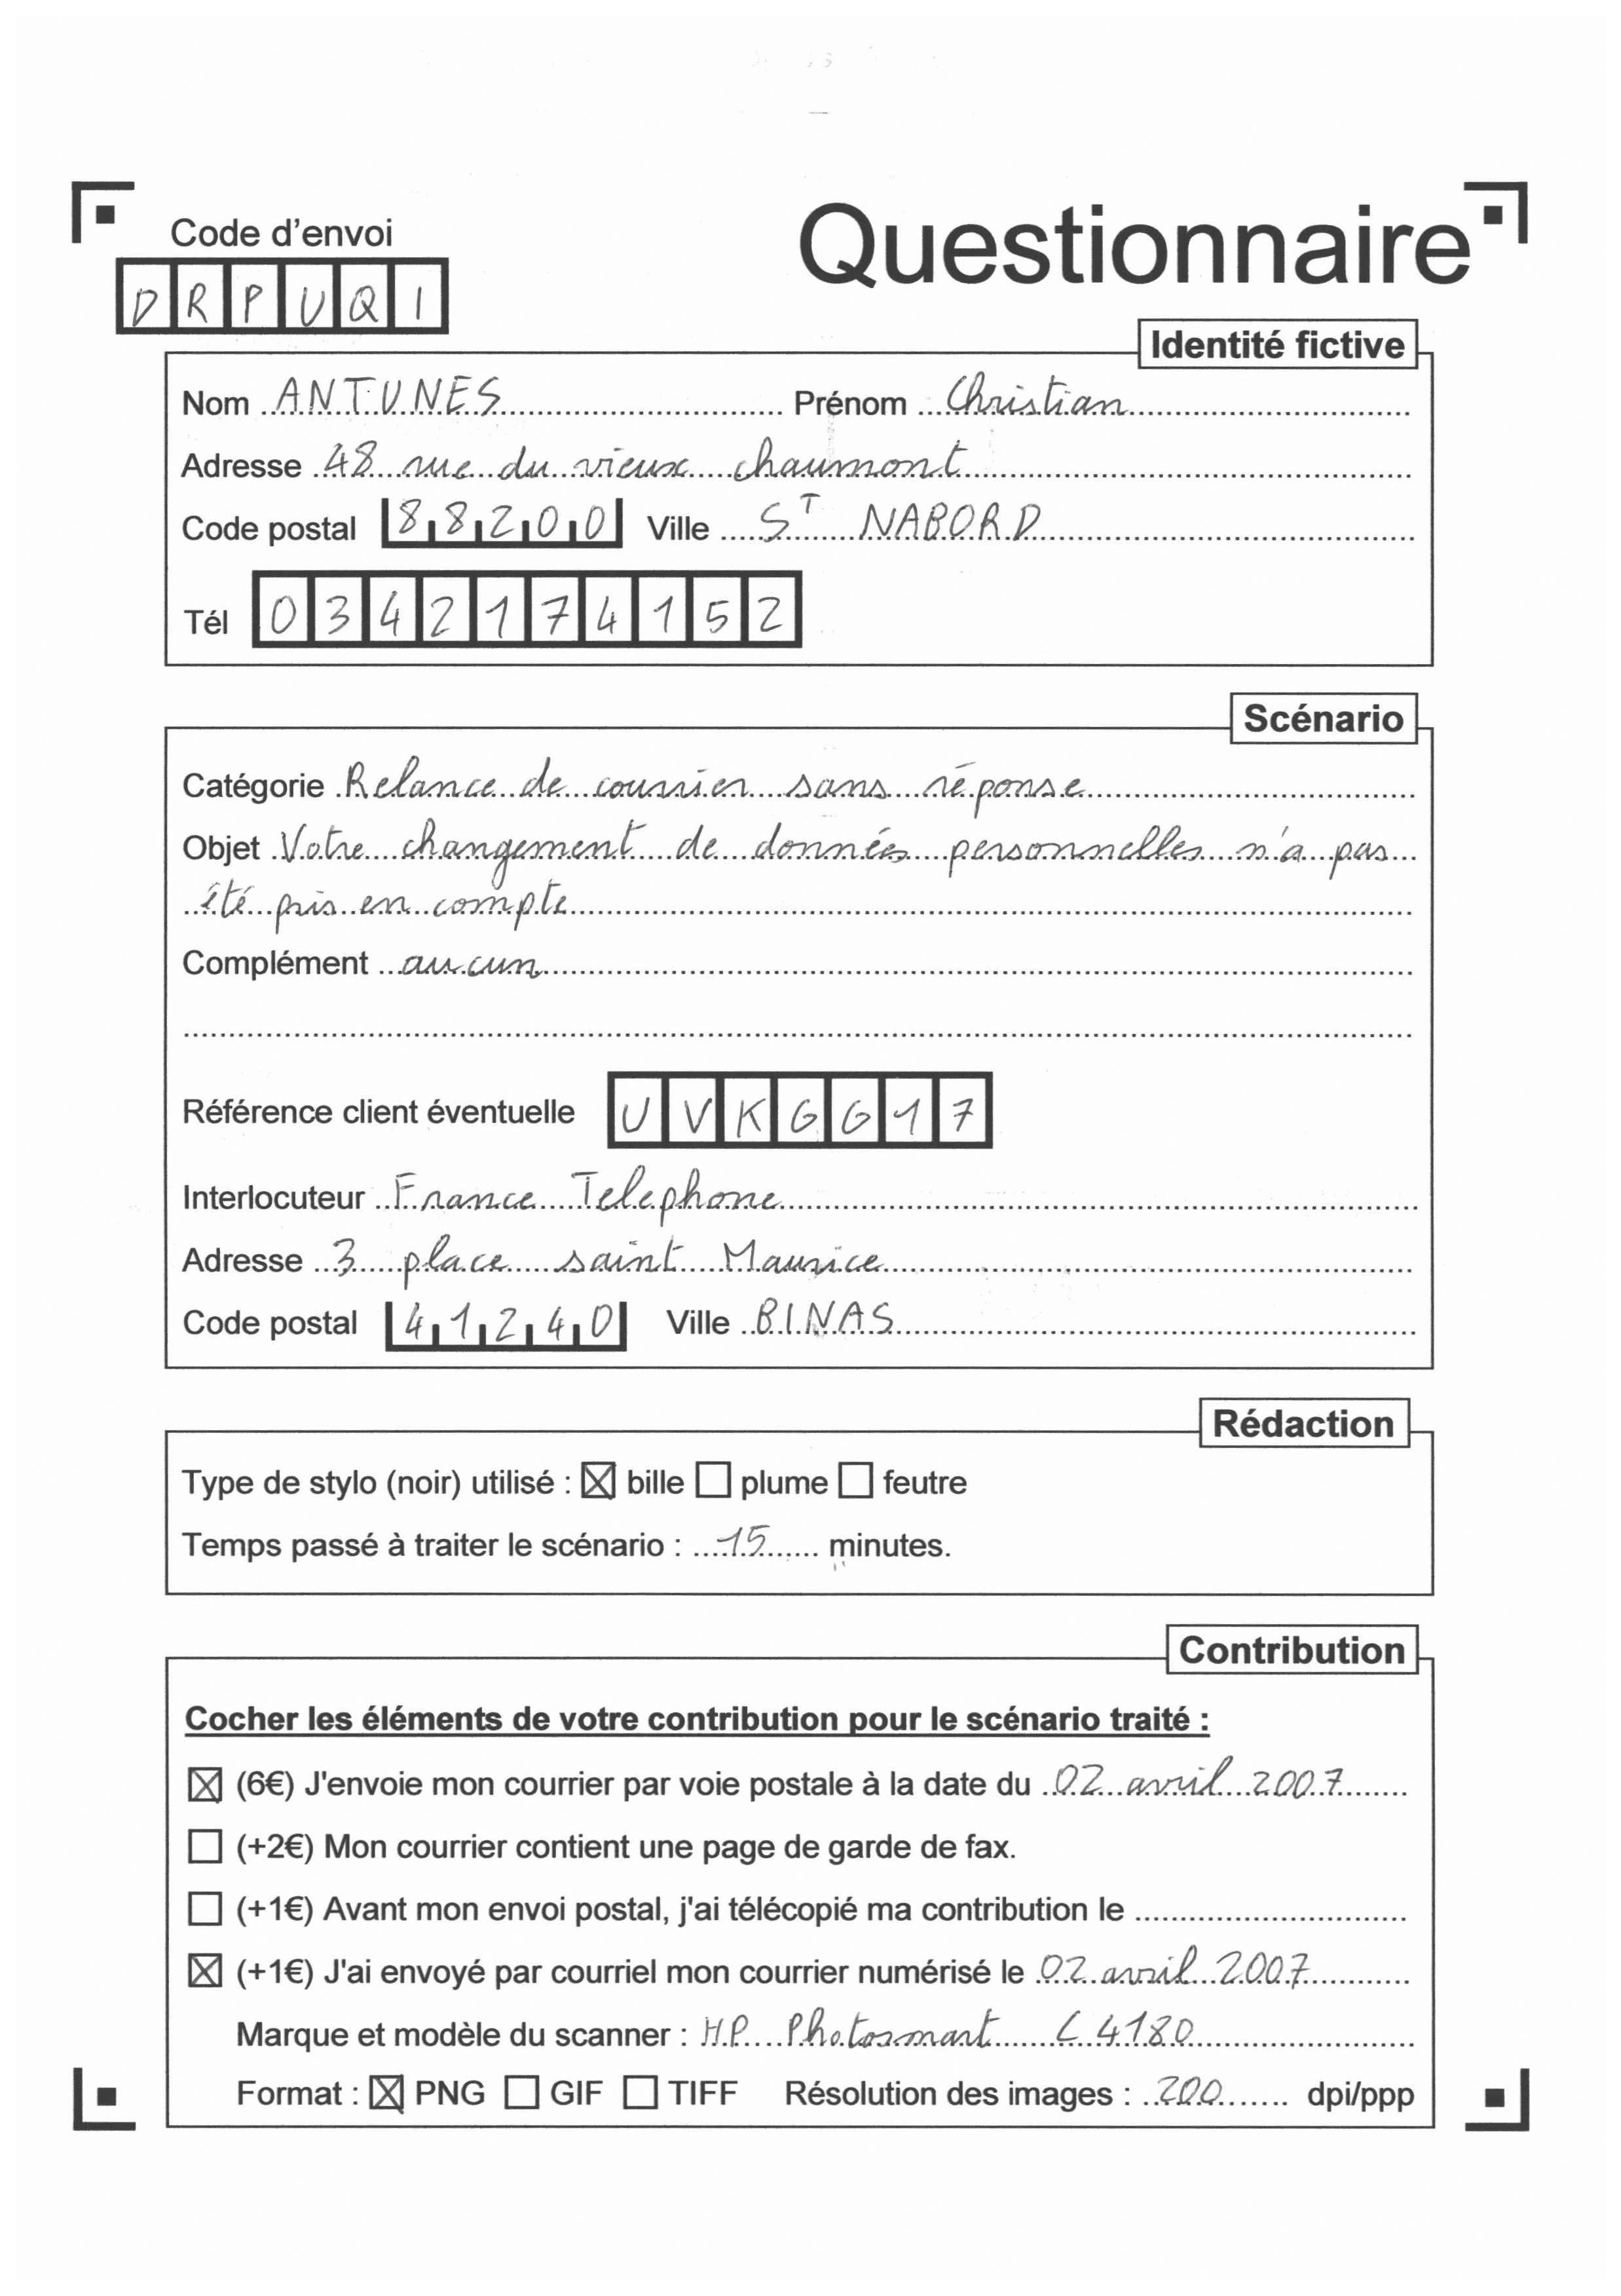 Code d'envoi
Questionnaire
DRPUQI
Identité fictive
Nom ANTUNES Prénom Christian
Adresse 48 rue du vieux chaumont
Code postal 88200 Ville ST NABORD
Tél 0342174152
Scénario
Catégorie Relance de courrier sans réponse
Objet Votre changement de données personnelles n'a pas
été pris en compte
Complément aucun
Référence client éventuelle UVKGG17
Interlocuteur France Telephone
Adresse 3 place saint Maurice
Code postal 41240 Ville BINAS
Rédaction
Type de stylo (noir) utilisé : ☒ bille ☐ plume ☐ feutre
Temps passé à traiter le scénario : 15 minutes.
Contribution
Cocher les éléments de votre contribution pour le scénario traité :
☒ (6€) J'envoie mon courrier par voie postale à la date du 02 avril 2007
☐ (+2€) Mon courrier contient une page de garde de fax.
☐ (+1€) Avant mon envoi postal, j'ai télécopié ma contribution le
☒ (+1€) J'ai envoyé par courriel mon courrier numérisé le 02 avril 2007
Marque et modèle du scanner : HP Photosmart C4180
Format : ☒ PNG ☐ GIF ☐ TIFF Résolution des images : 200 dpi/ppp